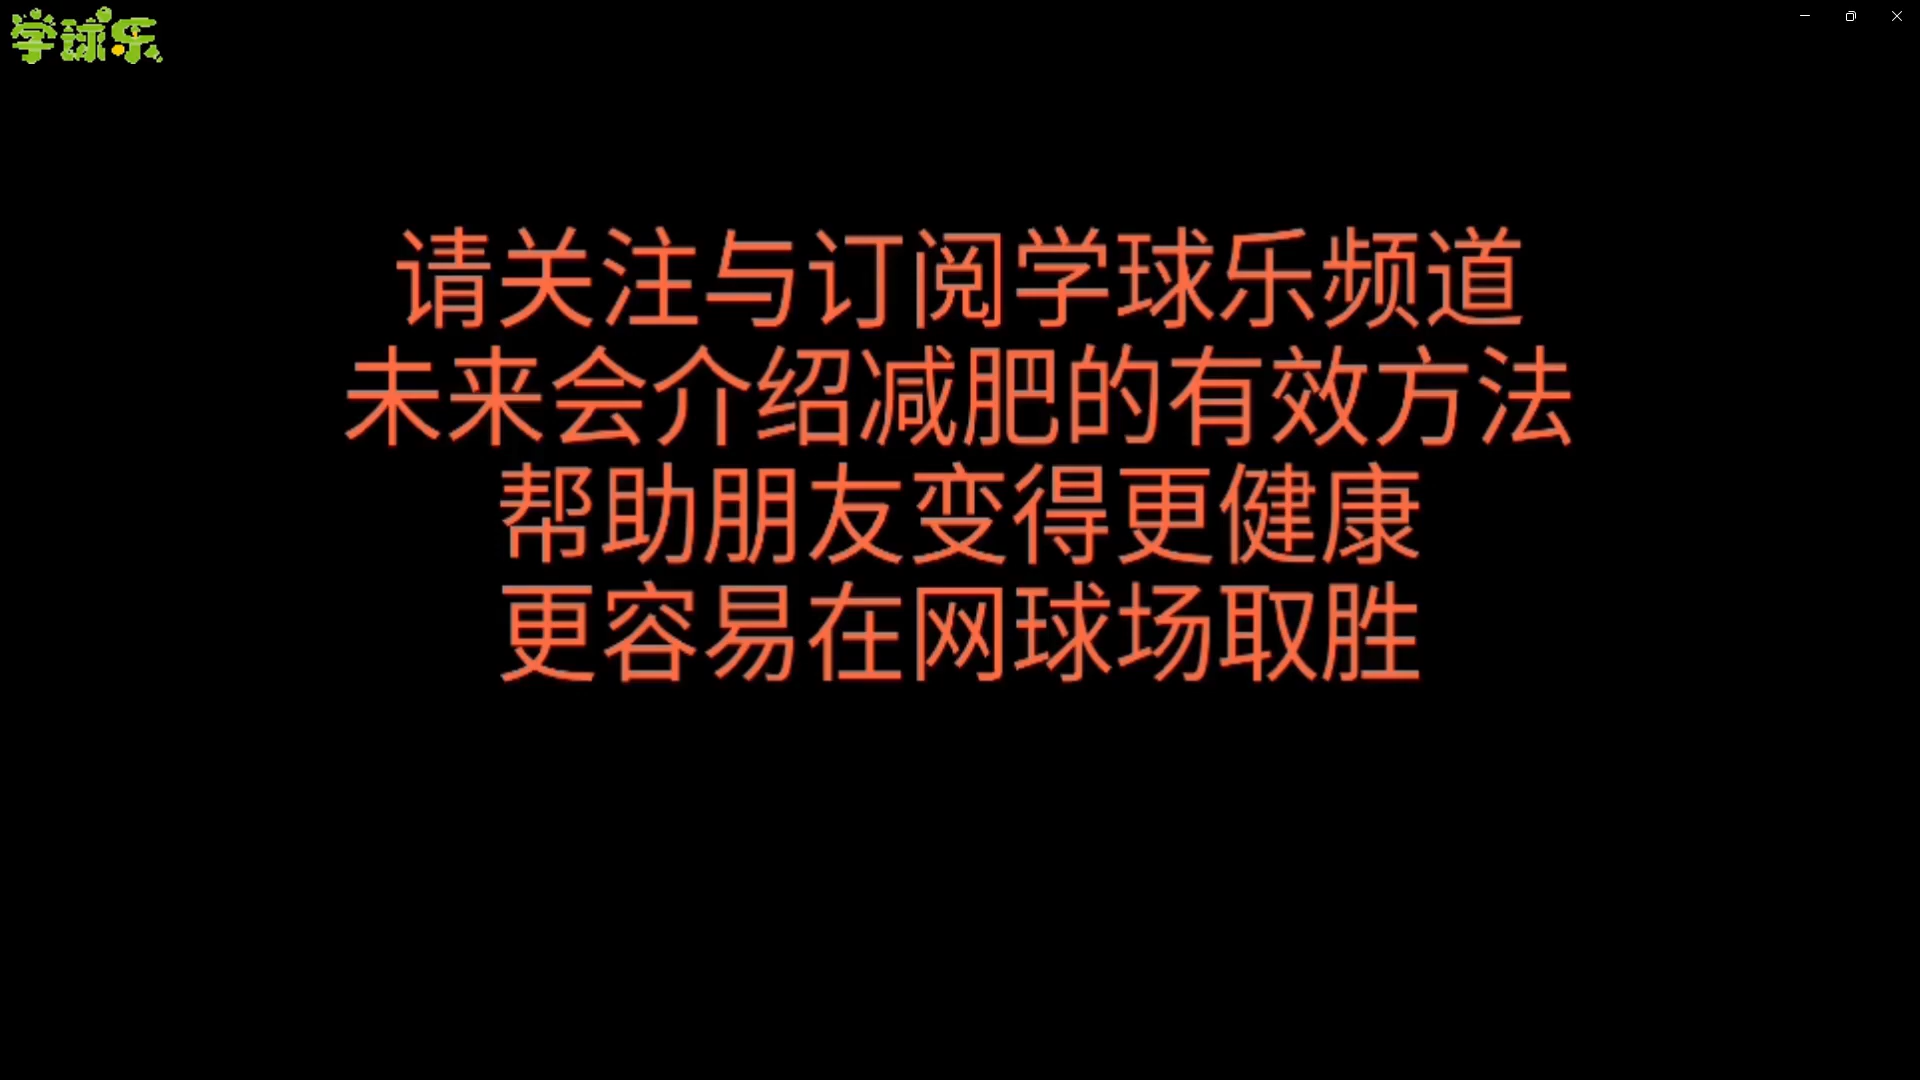 学球乐
请关注与订阅学球乐频道
未来会介绍减肥的有效方法
帮助朋友变得更健康
更容易在网球场取胜